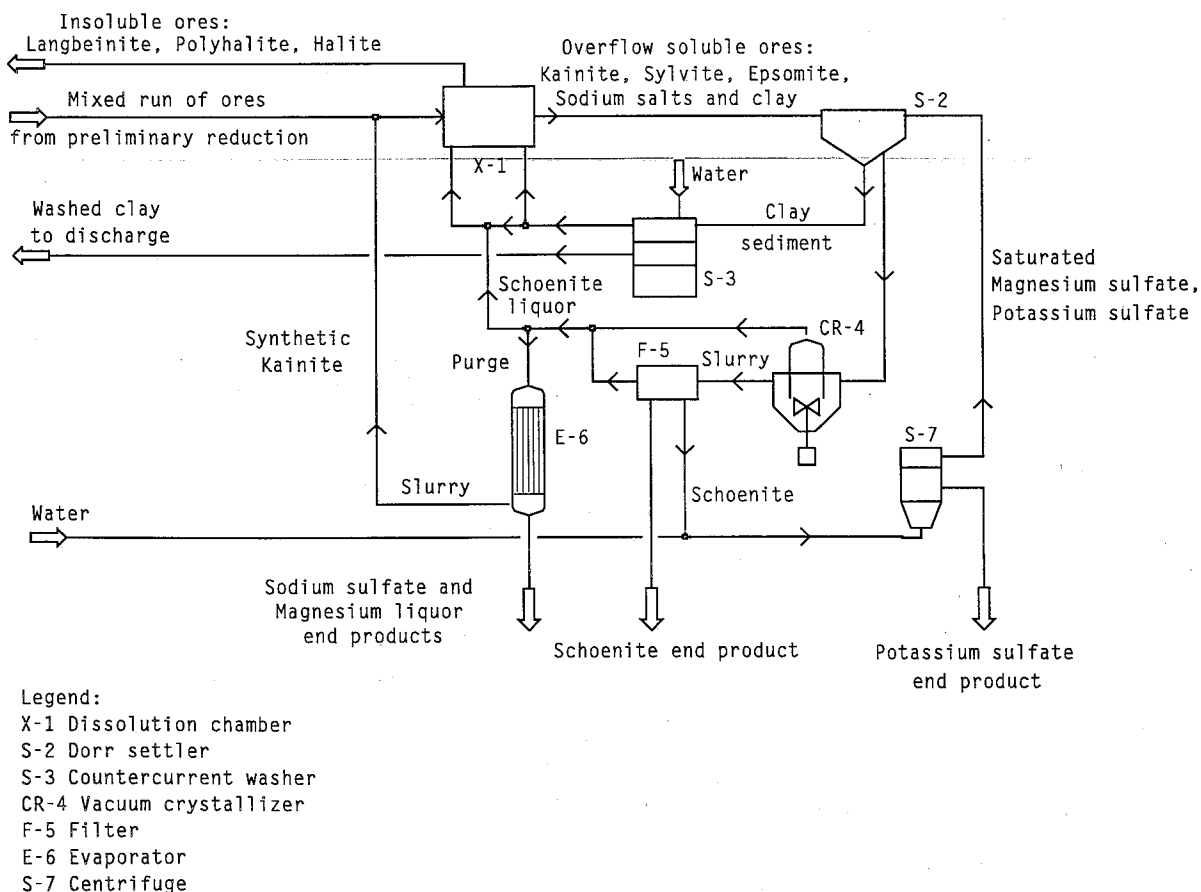 Insoluble ores:
Langbeinite, Polyhalite, Halite
Overflow soluble ores:
Kainite, Sylvite, Epsomite,
Sodium salts and clay
Mixed run of ores
from preliminary reduction
S-2
X-1
Water
Washed clay
to discharge
Clay
sediment
S-3
Saturated
Magnesium sulfate,
Potassium sulfate
Schoenite
liquor
Synthetic
Kainite
CR-4
Purge
F-5
Slurry
E-6
S-7
Slurry
Schoenite
Water
Sodium sulfate and
Magnesium liquor
end products
Schoenite end product
Potassium sulfate
end product
Legend:
X-1 Dissolution chamber
S-2 Dorr settler
S-3 Countercurrent washer
CR-4 Vacuum crystallizer
F-5 Filter
E-6 Evaporator
S-7 Centrifuge